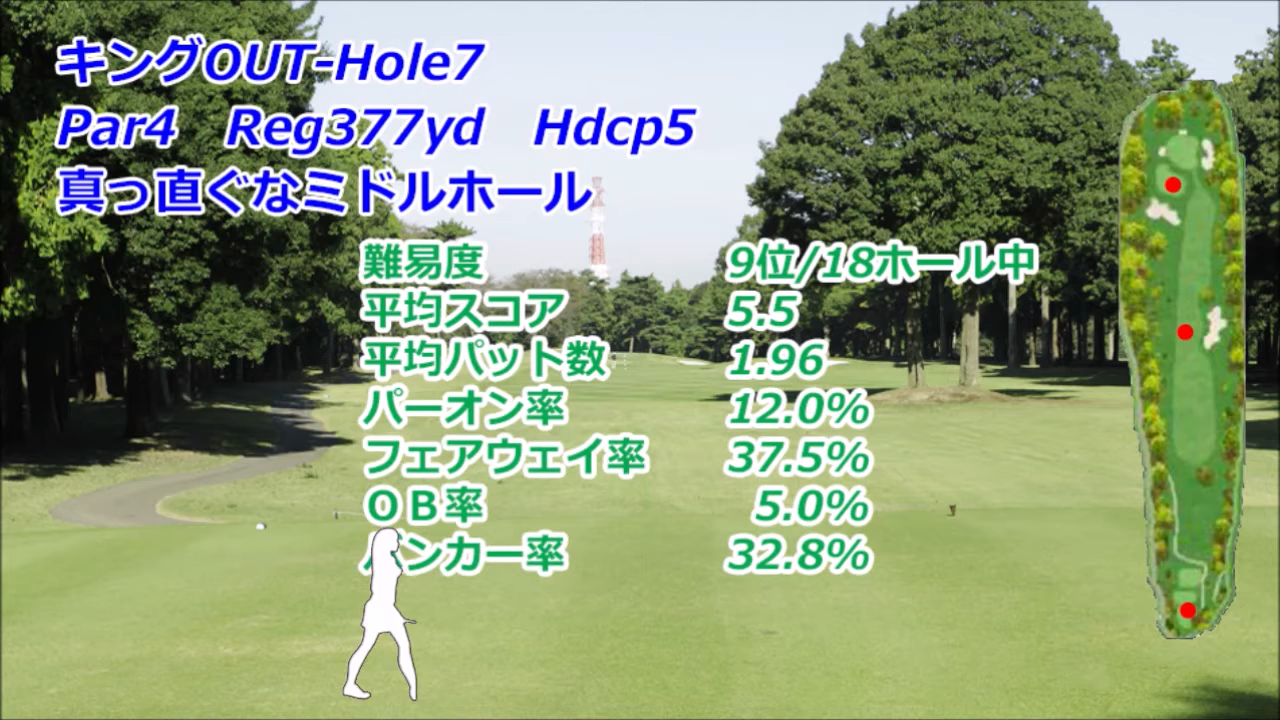 キングOUT-Hole7
Par4 Reg377yd Hdcp5
真っ直ぐなミドルホール
難易度 9位/18ホール中
平均スコア 5.5
平均パット数 1.96
パーオン率 12.0%
フェアウェイ率 37.5%
ＯＢ率 5.0%
バンカー率 32.8%